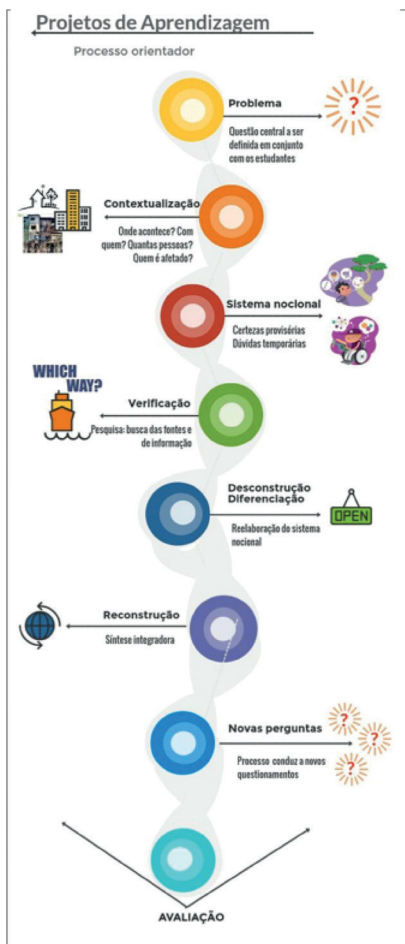 Projetos de Aprendizagem
Processo orientador
Problema
?
Questão central a ser
definida em conjunto
com os estudantes
Contextualização
Onde acontece? Com
quem? Quantas pessoas?
Quem é afetado?
Sistema nocional
Certezas provisórias
Dúvidas temporárias
WHICH
WAY?
Verificação
Pesquisa: busca das fontes e
de informação
Desconstrução
Diferenciação
OPEN
Reelaboração do sistema
nocional
Reconstrução
Síntese integradora
Novas perguntas
?
?
?
Processo conduz a novos
questionamentos
AVALIAÇÃO